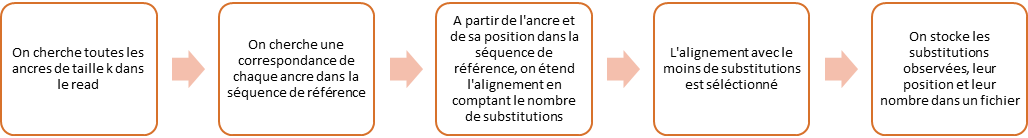 On cherche toutes les
ancres de taille k dans
le read
On cherche une
correspondance de
chaque ancre dans la
séquence de référence
A partir de l'ancre et
de sa position dans la
séquence de
référence, on étend
l'alignement en
comptant le nombre
de substitutions
L'alignement avec le
moins de substitutions
est séléctionné
On stocke les
substitutions
observées, leur
position et leur
nombre dans un fichier